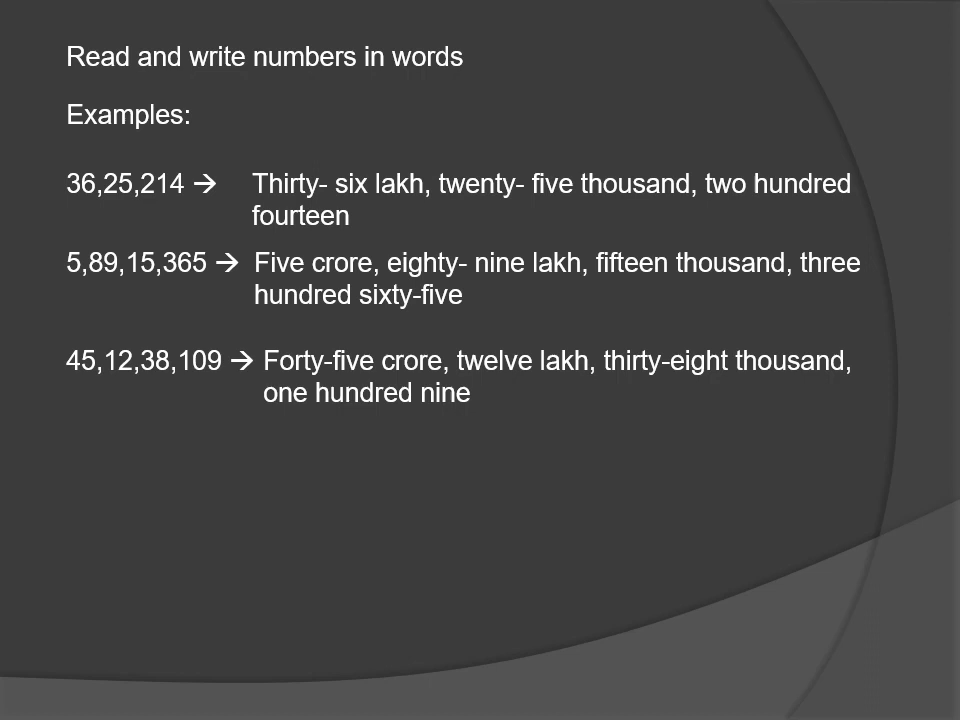 Read and write numbers in words
Examples:
36,25,214 → Thirty- six lakh, twenty- five thousand, two hundred
fourteen
5,89,15,365 → Five crore, eighty- nine lakh, fifteen thousand, three
hundred sixty-five
45,12,38,109 → Forty-five crore, twelve lakh, thirty-eight thousand,
one hundred nine